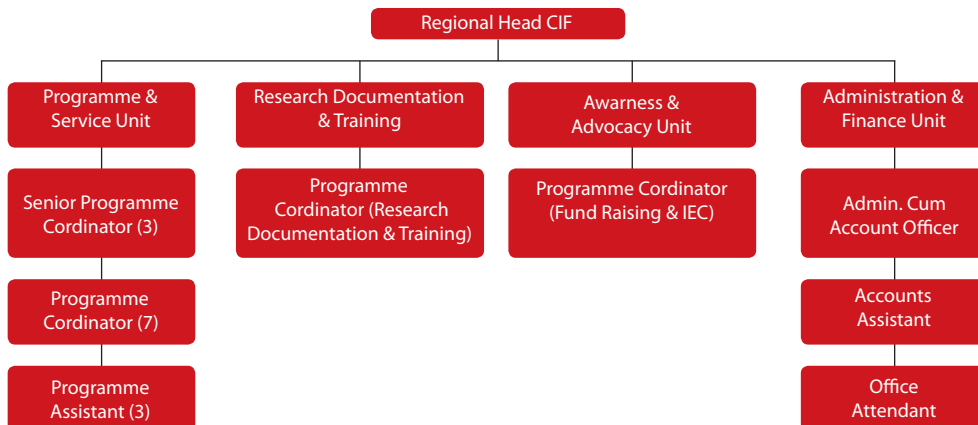 Regional Head CIF
Programme &
Service Unit
Research Documentation
& Training
Awarness &
Advocacy Unit
Administration &
Finance Unit
Senior Programme
Cordinator (3)
Programme
Cordinator (Research
Documentation & Training)
Programme Cordinator
(Fund Raising & IEC)
Admin. Cum
Account Officer
Programme
Cordinator (7)
Accounts
Assistant
Programme
Assistant (3)
Office
Attendant